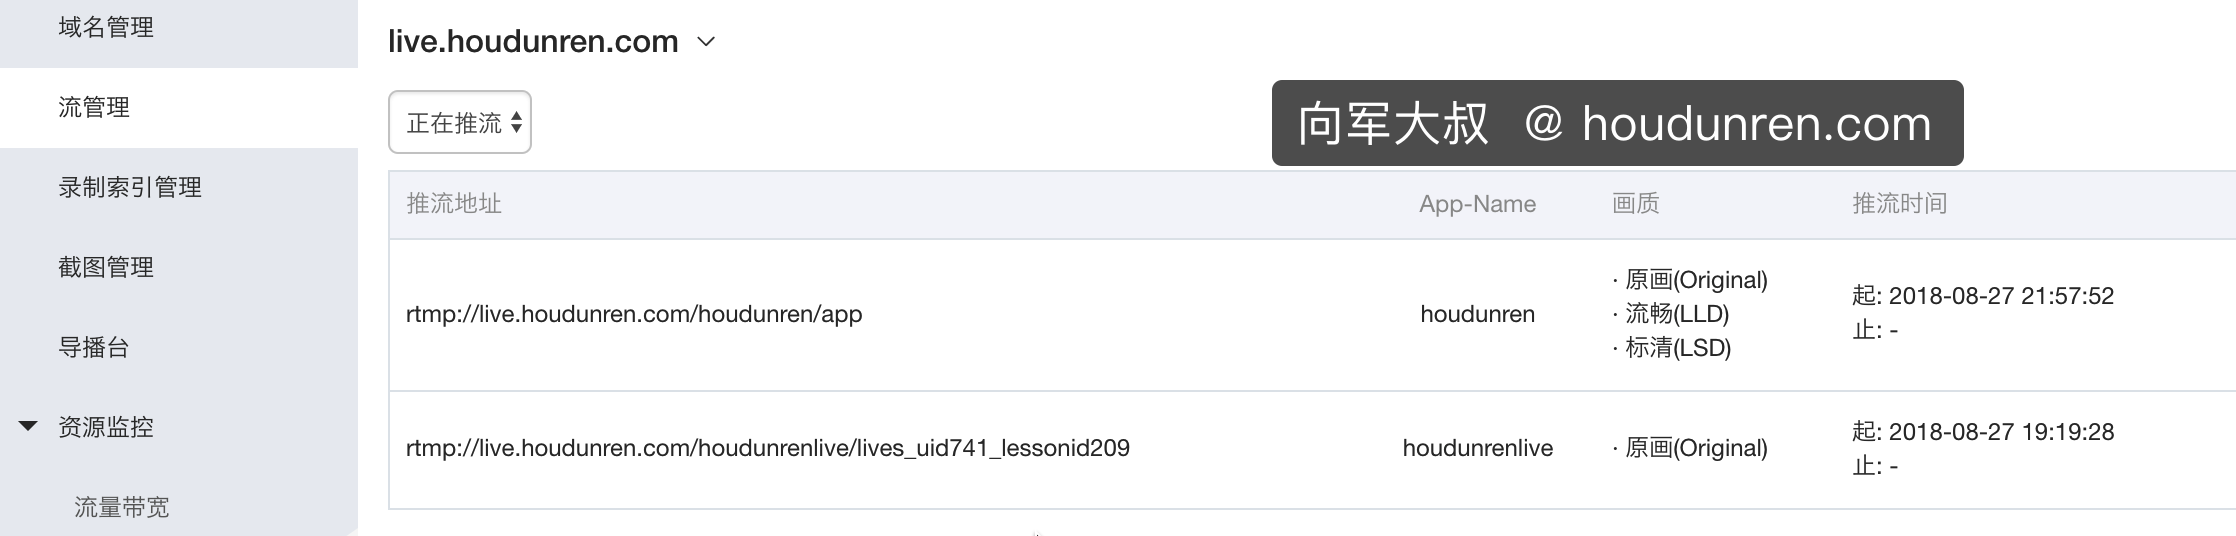 域名管理
流管理
录制索引管理
截图管理
导播台
资源监控
流量带宽
live.houdunren.com
正在推流
向军大叔 @ houdunren.com
推流地址 App-Name 画质 推流时间
rtmp://live.houdunren.com/houdunren/app houdunren
· 原画(Original)
· 流畅(LLD)
· 标清(LSD)
起: 2018-08-27 21:57:52
止: -
rtmp://live.houdunren.com/houdunrenlive/lives_uid741_lessonid209 houdunrenlive · 原画(Original)
起: 2018-08-27 19:19:28
止: -